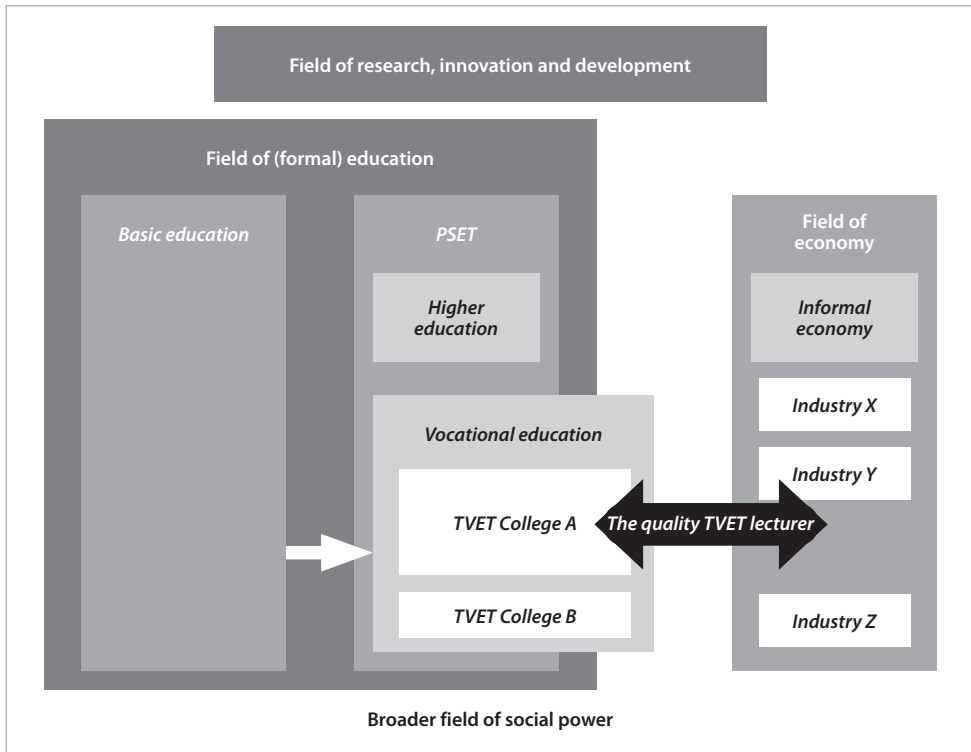 Field of research, innovation and development
Field of (formal) education
Basic education
PSET
Higher
education
Vocational education
TVET College A
TVET College B
The quality TVET lecturer
Field of
economy
Informal
economy
Industry X
Industry Y
Industry Z
Broader field of social power